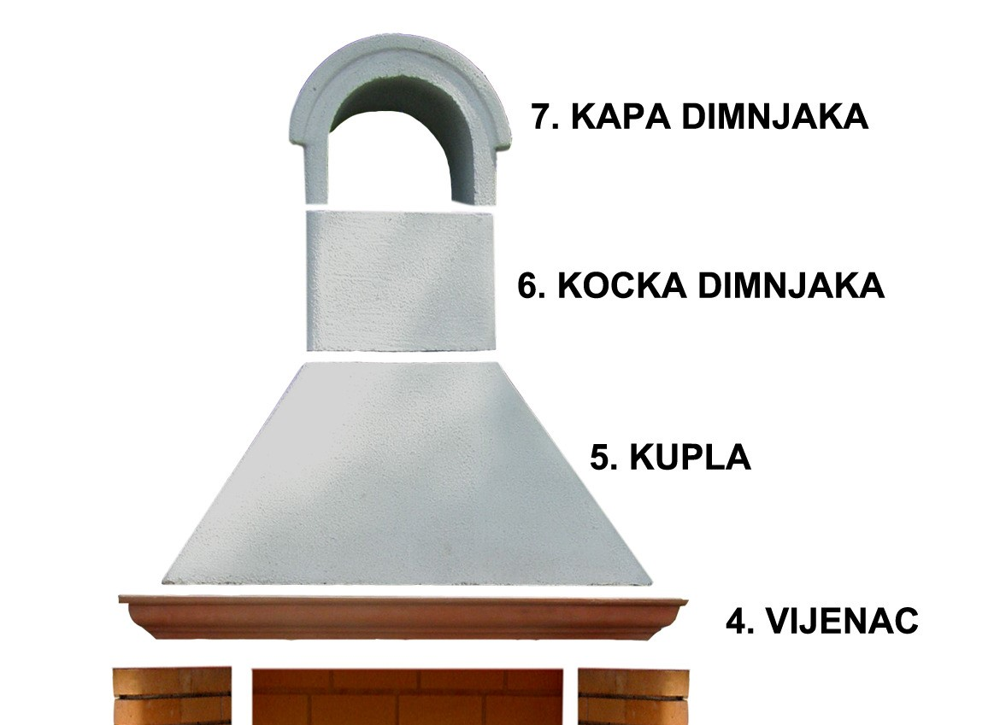 7. KAPA DIMNJAKA
6. KOCKA DIMNJAKA
5. KUPLA
4. VIJENAC